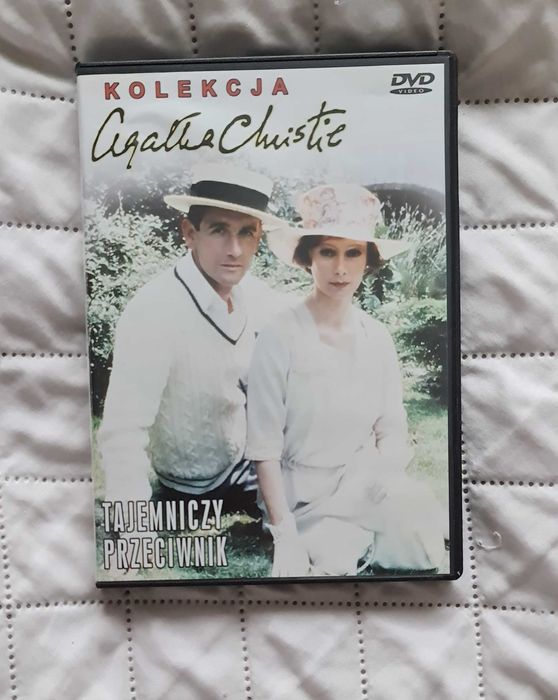 KOLEKCJA
DVD
VIDEO
Agatha Christie
TAJEMNICZY
PRZECIWNIK